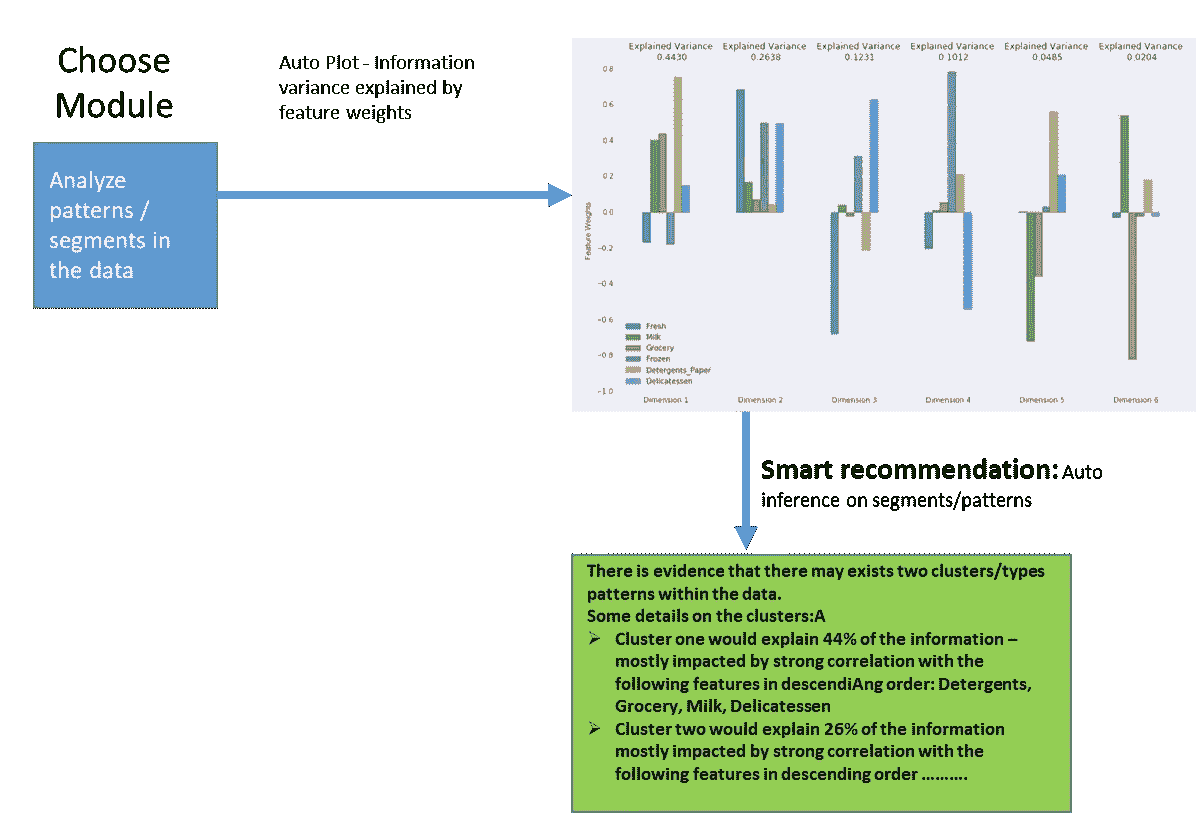 Choose
Module
Auto Plot - Information
variance explained by
feature weights
Analyze
patterns /
segments in
the data
Explained Variance
0.4430
Explained Variance
0.2638
Explained Variance
0.1231
Explained Variance
0.1012
Explained Variance
0.0485
Explained Variance
0.0204
0.8
0.6
0.4
0.2
0.0
−0.2
−0.4
−0.6
−0.8
−1.0
Feature Weights
Fresh
Milk
Grocery
Frozen
Detergents_Paper
Delicatessen
Dimension 1
Dimension 2
Dimension 3
Dimension 4
Dimension 5
Dimension 6
Smart recommendation: Auto
inference on segments/patterns
There is evidence that there may exists two clusters/types
patterns within the data.
Some details on the clusters:A
➢ Cluster one would explain 44% of the information –
mostly impacted by strong correlation with the
following features in descendiAng order: Detergents,
Grocery, Milk, Delicatessen
➢ Cluster two would explain 26% of the information
mostly impacted by strong correlation with the
following features in descending order ……….